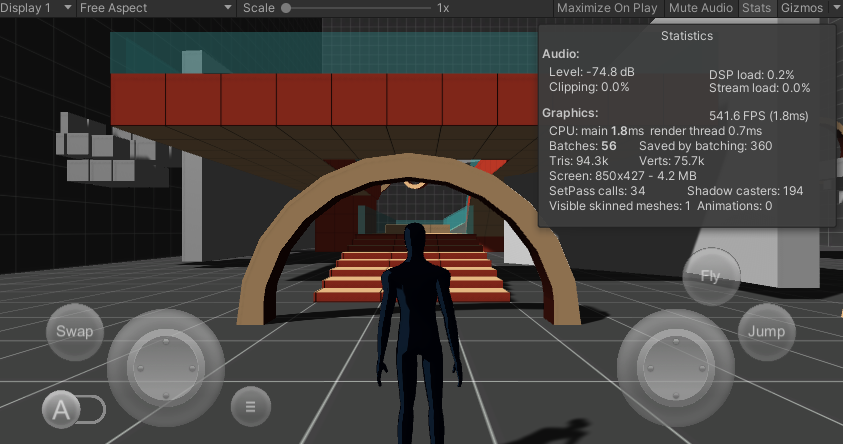 Display 1 Free Aspect Scale 1x Maximize On Play Mute Audio Stats Gizmos
Statistics
Audio:
Level: -74.8 dB DSP load: 0.2%
Clipping: 0.0% Stream load: 0.0%
Graphics: 541.6 FPS (1.8ms)
CPU: main 1.8ms render thread 0.7ms
Batches: 56 Saved by batching: 360
Tris: 94.3k Verts: 75.7k
Screen: 850x427 - 4.2 MB
SetPass calls: 34 Shadow casters: 194
Visible skinned meshes: 1 Animations: 0
Fly
Swap
Jump
A